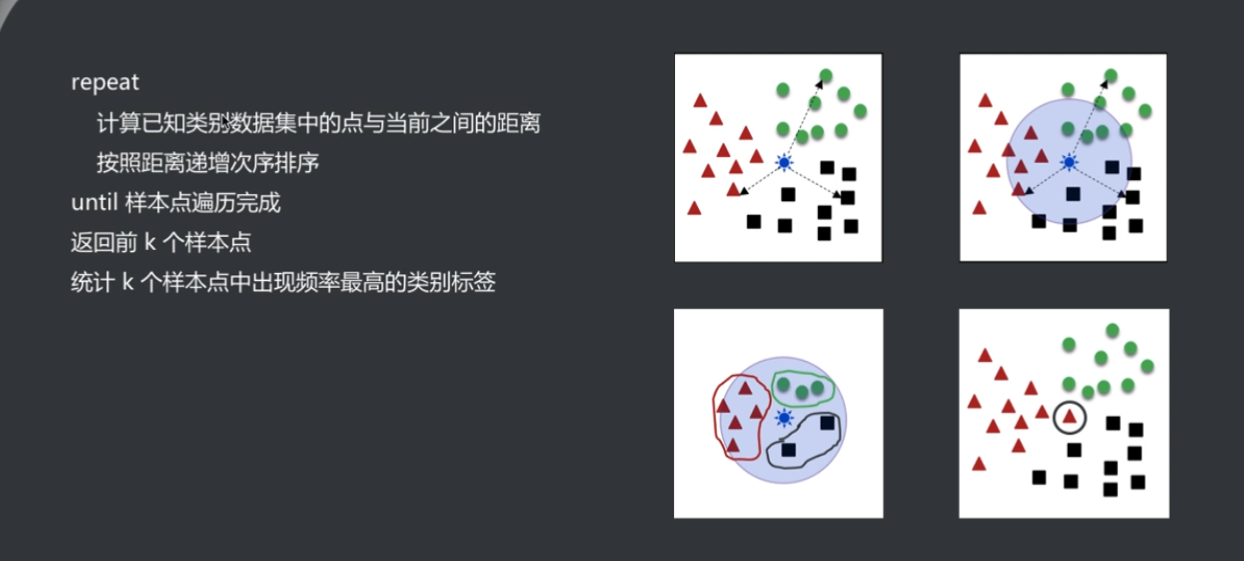 repeat
计算已知类别数据集中的点与当前之间的距离
按照距离递增次序排序
until 样本点遍历完成
返回前 k 个样本点
统计 k 个样本点中出现频率最高的类别标签